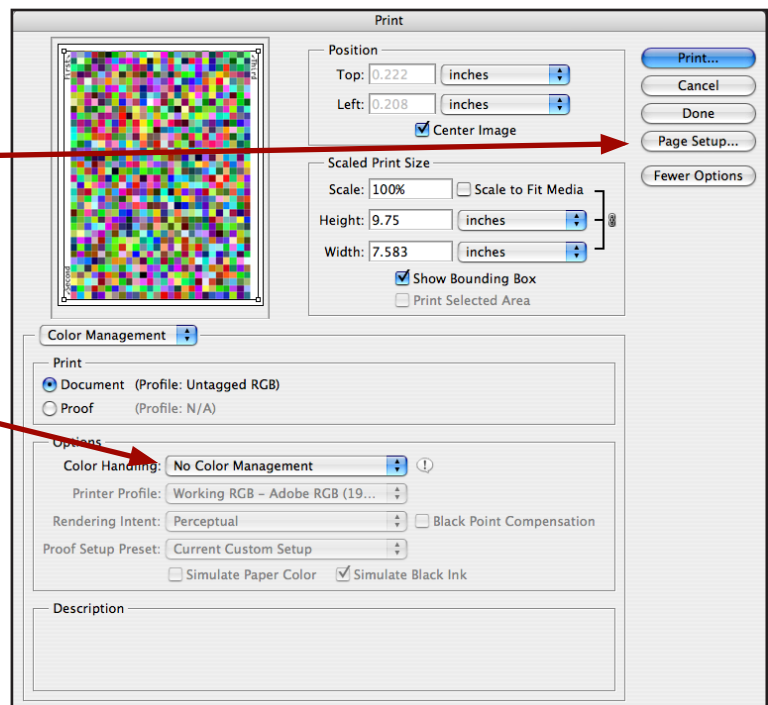 Print
First
Third
Second
Position
Top: 0.222 inches
Left: 0.208 inches
Center Image
Scaled Print Size
Scale: 100% Scale to Fit Media
Height: 9.75 inches
Width: 7.583 inches
Show Bounding Box
Print Selected Area
Print...
Cancel
Done
Page Setup...
Fewer Options
Color Management
Print
Document (Profile: Untagged RGB)
Proof (Profile: N/A)
Options
Color Handling: No Color Management
Printer Profile: Working RGB – Adobe RGB (19...
Rendering Intent: Perceptual Black Point Compensation
Proof Setup Preset: Current Custom Setup
Simulate Paper Color Simulate Black Ink
Description